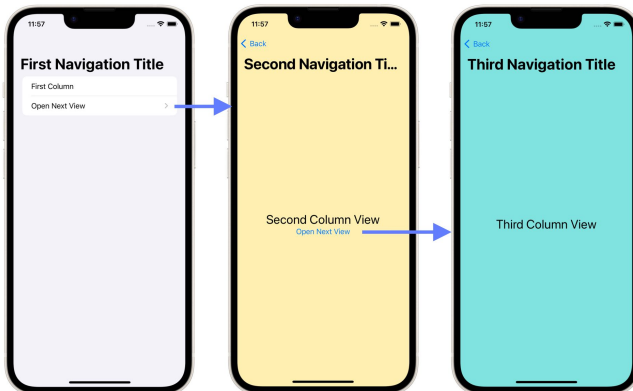 11:57
First Navigation Title
First Column
Open Next View
11:57
Back
Second Navigation Ti...
Second Column View
Open Next View
11:57
Back
Third Navigation Title
Third Column View